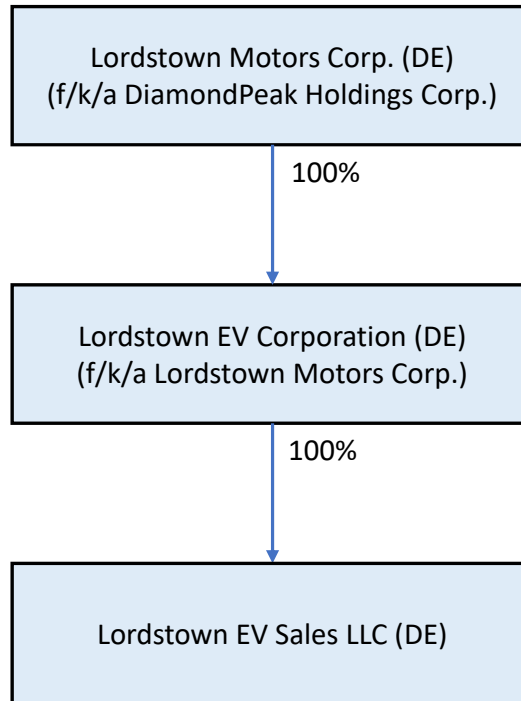 Lordstown Motors Corp. (DE)
(f/k/a DiamondPeak Holdings Corp.)
100%
Lordstown EV Corporation (DE)
(f/k/a Lordstown Motors Corp.)
100%
Lordstown EV Sales LLC (DE)